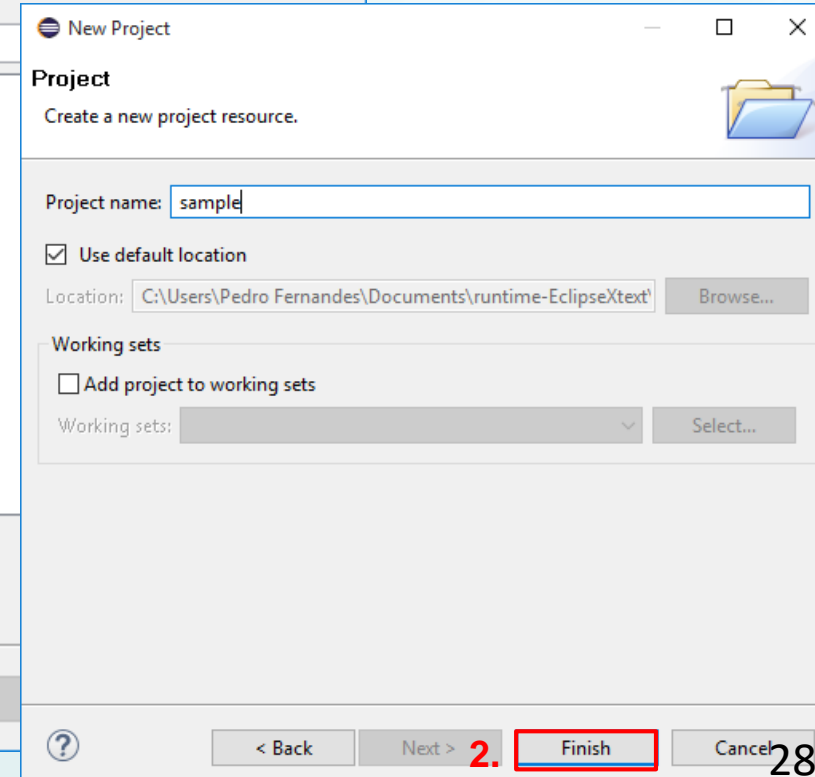 New Project
Project
Create a new project resource.
Project name: sample
Use default location
Location: C:\Users\Pedro Fernandes\Documents\runtime-EclipseXtext\ Browse...
Working sets
Add project to working sets
Working sets: Select...
? < Back Next > 2. Finish Cancel
28